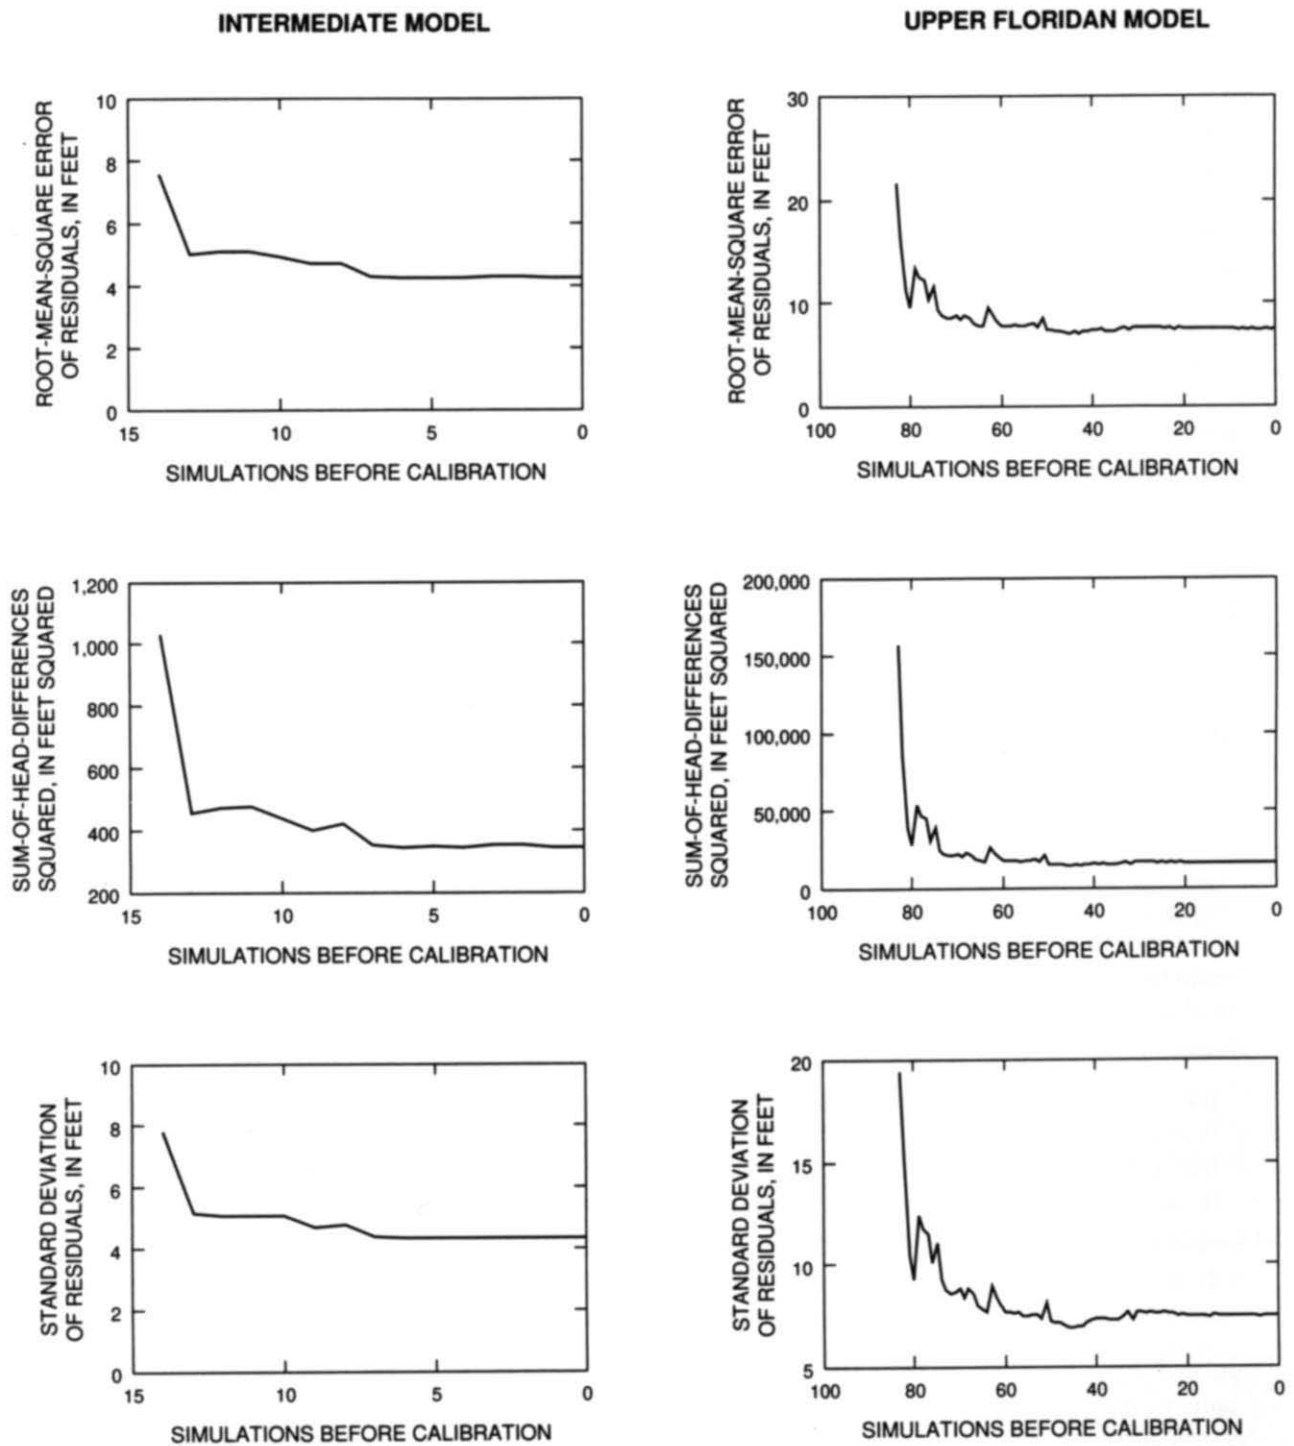 INTERMEDIATE MODEL
UPPER FLORIDAN MODEL
ROOT-MEAN-SQUARE ERROR
OF RESIDUALS, IN FEET
10
8
6
4
2
0
15 10 5 0
SIMULATIONS BEFORE CALIBRATION
ROOT-MEAN-SQUARE ERROR
OF RESIDUALS, IN FEET
30
20
10
0
100 80 60 40 20 0
SIMULATIONS BEFORE CALIBRATION
SUM-OF-HEAD-DIFFERENCES
SQUARED, IN FEET SQUARED
1,200
1,000
800
600
400
200
15 10 5 0
SIMULATIONS BEFORE CALIBRATION
SUM-OF-HEAD-DIFFERENCES
SQUARED, IN FEET SQUARED
200,000
150,000
100,000
50,000
0
100 80 60 40 20 0
SIMULATIONS BEFORE CALIBRATION
STANDARD DEVIATION
OF RESIDUALS, IN FEET
10
8
6
4
2
0
15 10 5 0
SIMULATIONS BEFORE CALIBRATION
STANDARD DEVIATION
OF RESIDUALS, IN FEET
20
15
10
5
100 80 60 40 20 0
SIMULATIONS BEFORE CALIBRATION